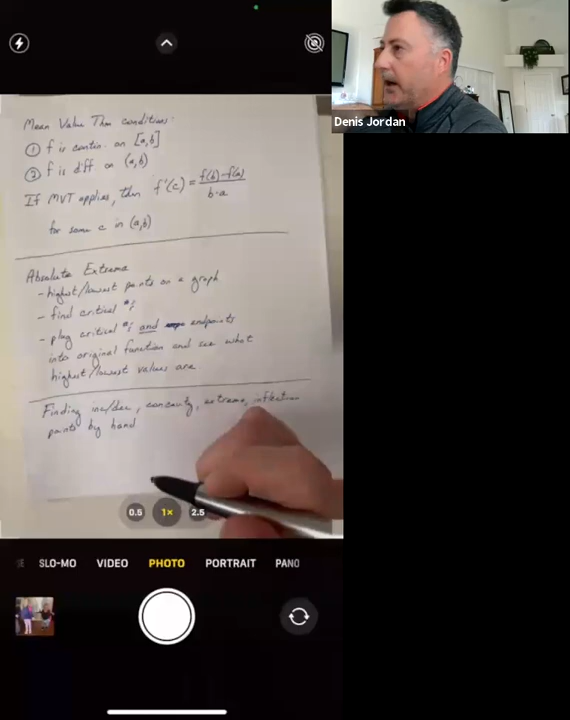 Denis Jordan
Mean Value Thm conditions:
① f is contin. on [a,b]
② f is diff on (a,b)
If MVT applies, then f'(c) = f(b)-f(a)
b-a
for some c in (a,b)
Absolute Extrema
- highest/lowest points on a graph
- find critical #'s
- plug critical #'s and endpoints
into original function and see what
highest/lowest values are
Finding inc/dec, concavity, extrema, inflection
points by hand
0.5 1× 2.5
SLO-MO VIDEO PHOTO PORTRAIT PANO